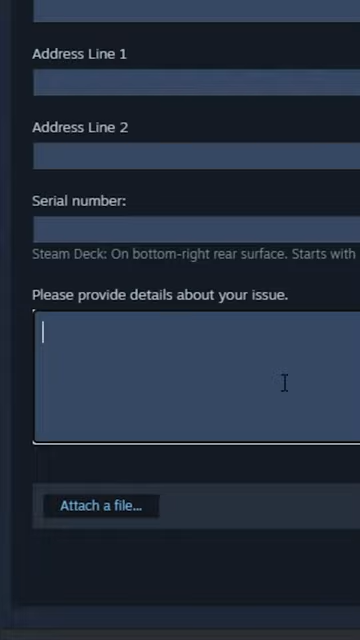 Address Line 1
Address Line 2
Serial number:
Steam Deck: On bottom-right rear surface. Starts with
Please provide details about your issue.
Attach a file...